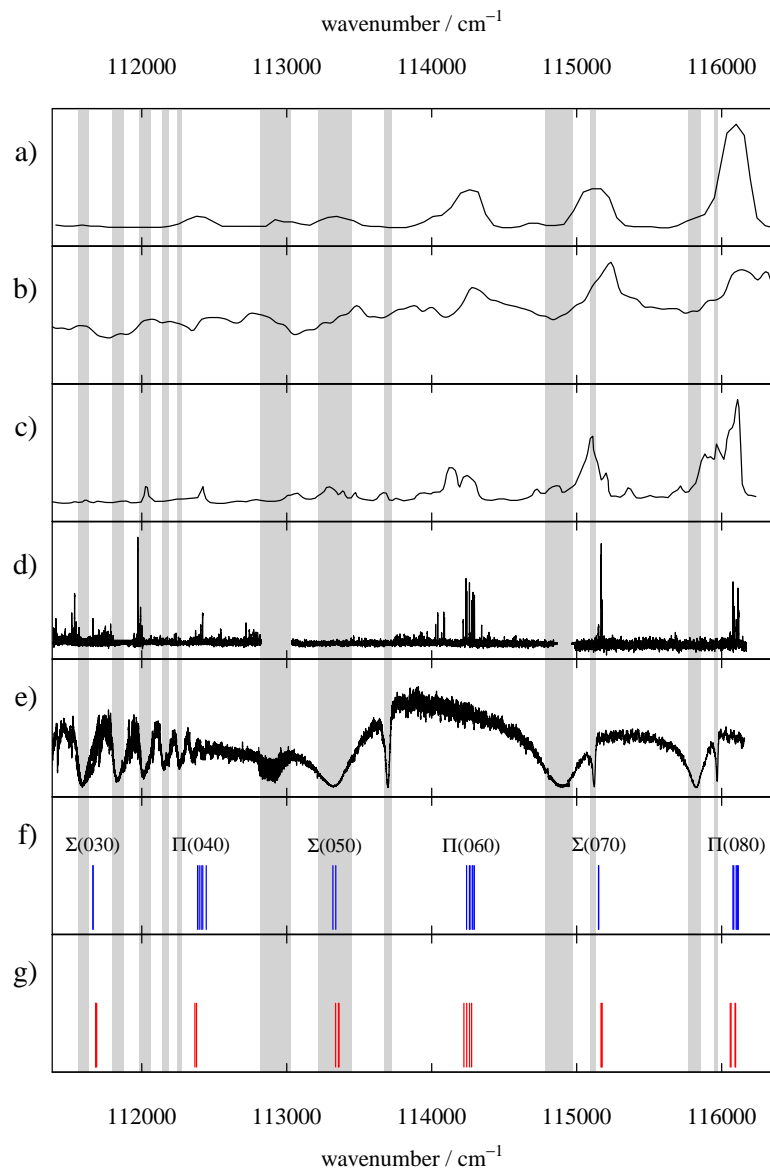 wavenumber / cm⁻¹
112000 113000 114000 115000 116000
a)
b)
c)
d)
e)
f)
Σ(030) Π(040) Σ(050) Π(060) Σ(070) Π(080)
g)
112000 113000 114000 115000 116000
wavenumber / cm⁻¹